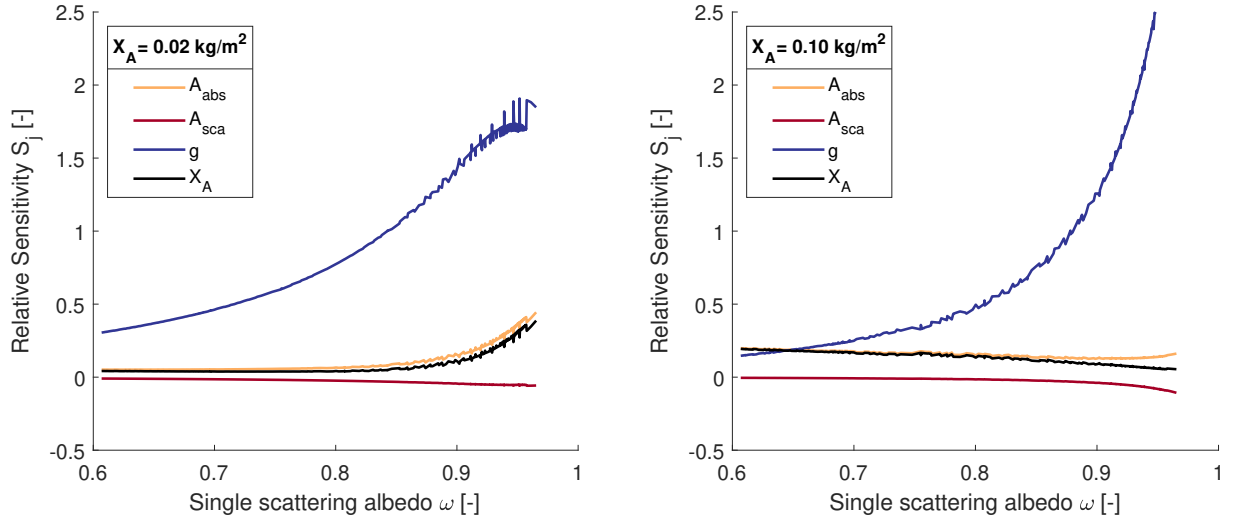 X_A = 0.02 kg/m^2
A_abs
A_sca
g
X_A
2.5
2
1.5
1
0.5
0
-0.5
Relative Sensitivity S_j [-]
0.6 0.7 0.8 0.9 1
Single scattering albedo ω [-]
X_A = 0.10 kg/m^2
A_abs
A_sca
g
X_A
2.5
2
1.5
1
0.5
0
-0.5
Relative Sensitivity S_j [-]
0.6 0.7 0.8 0.9 1
Single scattering albedo ω [-]